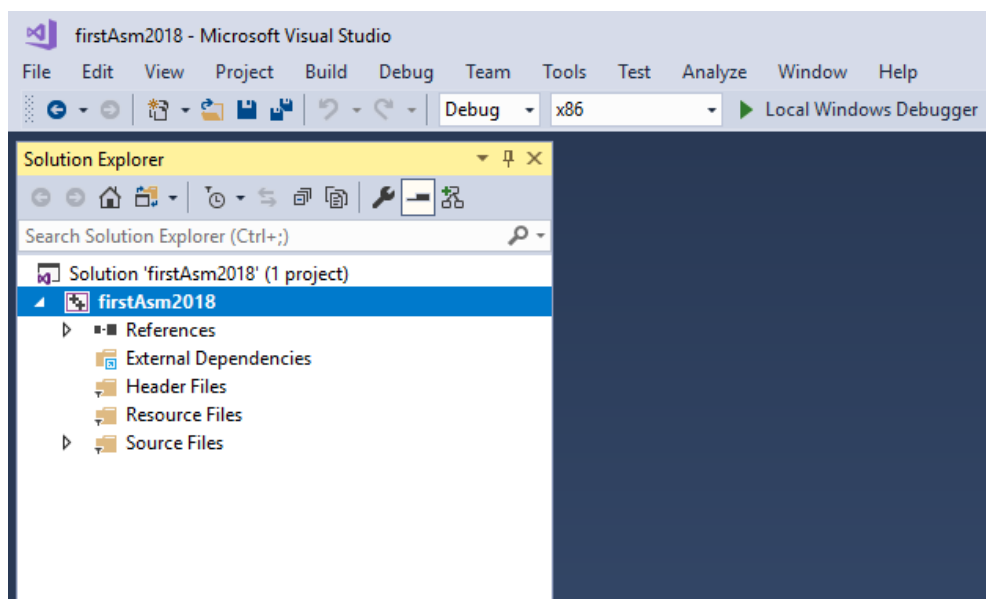 firstAsm2018 - Microsoft Visual Studio
File Edit View Project Build Debug Team Tools Test Analyze Window Help
Debug x86 Local Windows Debugger
Solution Explorer
Search Solution Explorer (Ctrl+;)
Solution 'firstAsm2018' (1 project)
firstAsm2018
References
External Dependencies
Header Files
Resource Files
Source Files